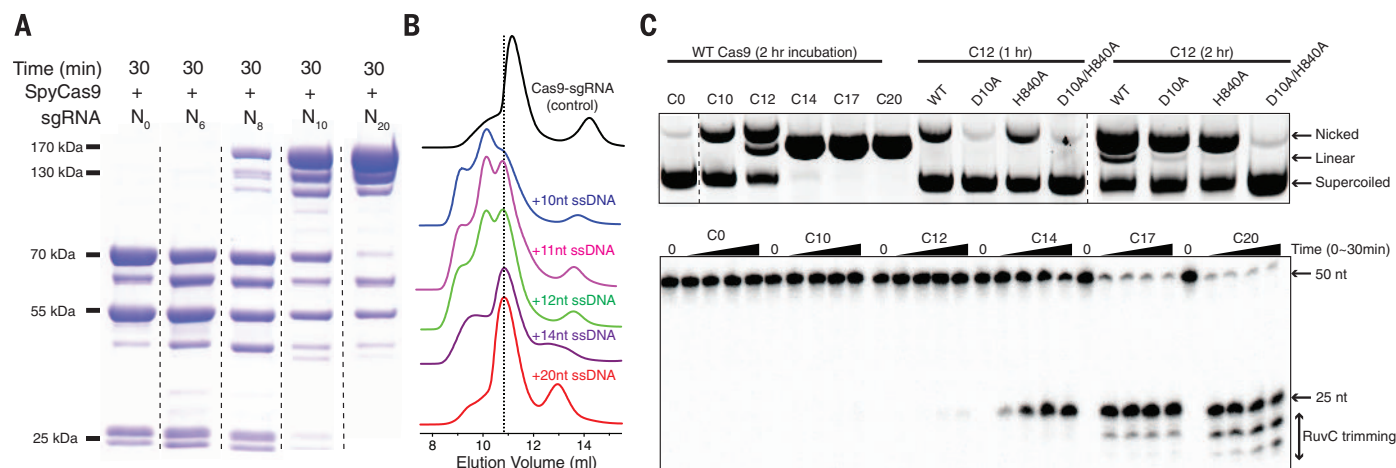 A
Time (min) 30 30 30 30 30
SpyCas9 + + + + +
sgRNA N0 N6 N8 N10 N20
170 kDa
130 kDa
70 kDa
55 kDa
25 kDa
B
Cas9-sgRNA
(control)
+10nt ssDNA
+11nt ssDNA
+12nt ssDNA
+14nt ssDNA
+20nt ssDNA
8 10 12 14
Elution Volume (ml)
C
WT Cas9 (2 hr incubation) C12 (1 hr) C12 (2 hr)
C0 C10 C12 C14 C17 C20 WT D10A H840A D10A/H840A WT D10A H840A D10A/H840A
Nicked
Linear
Supercoiled
0 C0 0 C10 0 C12 0 C14 0 C17 0 C20 Time (0~30min)
50 nt
25 nt
RuvC trimming